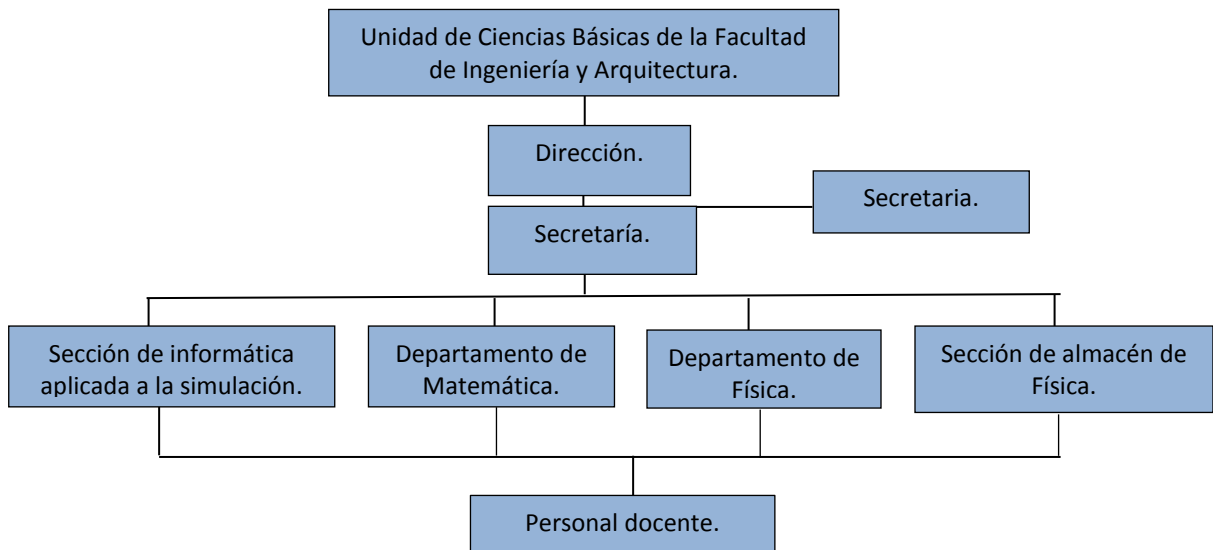 Unidad de Ciencias Básicas de la Facultad
de Ingeniería y Arquitectura.
Dirección.
Secretaria.
Secretaría.
Sección de informática
aplicada a la simulación.
Departamento de
Matemática.
Departamento de
Física.
Sección de almacén de
Física.
Personal docente.